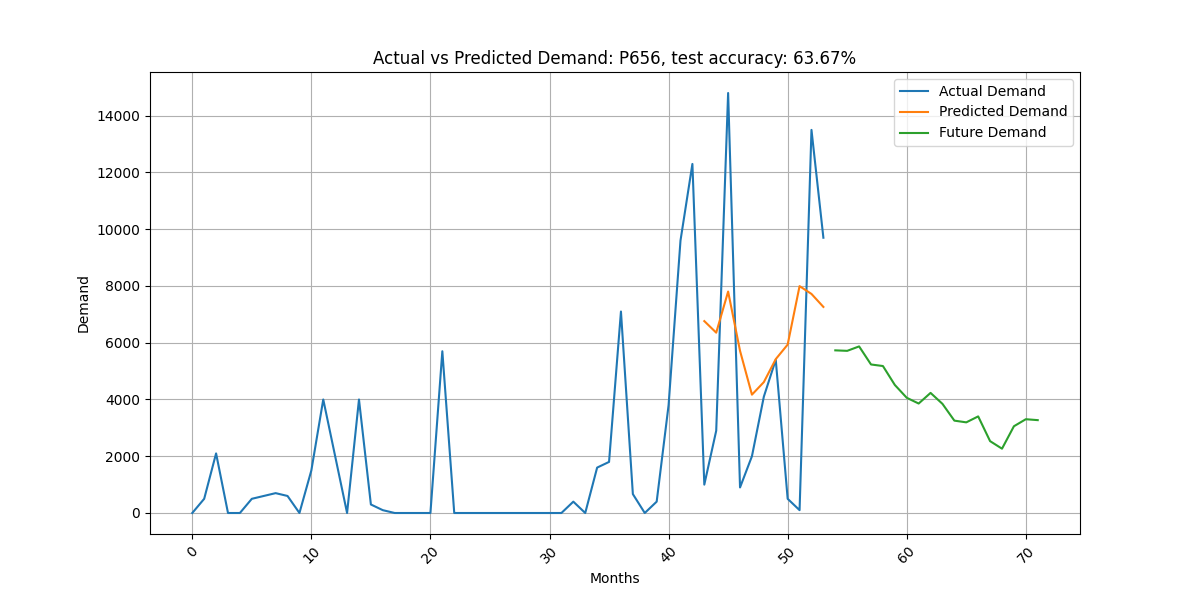 Actual vs Predicted Demand: P656, test accuracy: 63.67%
Actual Demand
Predicted Demand
Future Demand
14000
12000
10000
8000
6000
4000
2000
0
Demand
0
10
20
30
40
50
60
70
Months